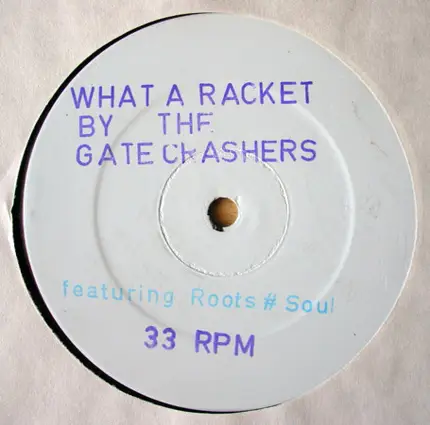 WHAT A RACKET
BY THE
GATE CRASHERS
featuring Roots # Soul
33 RPM